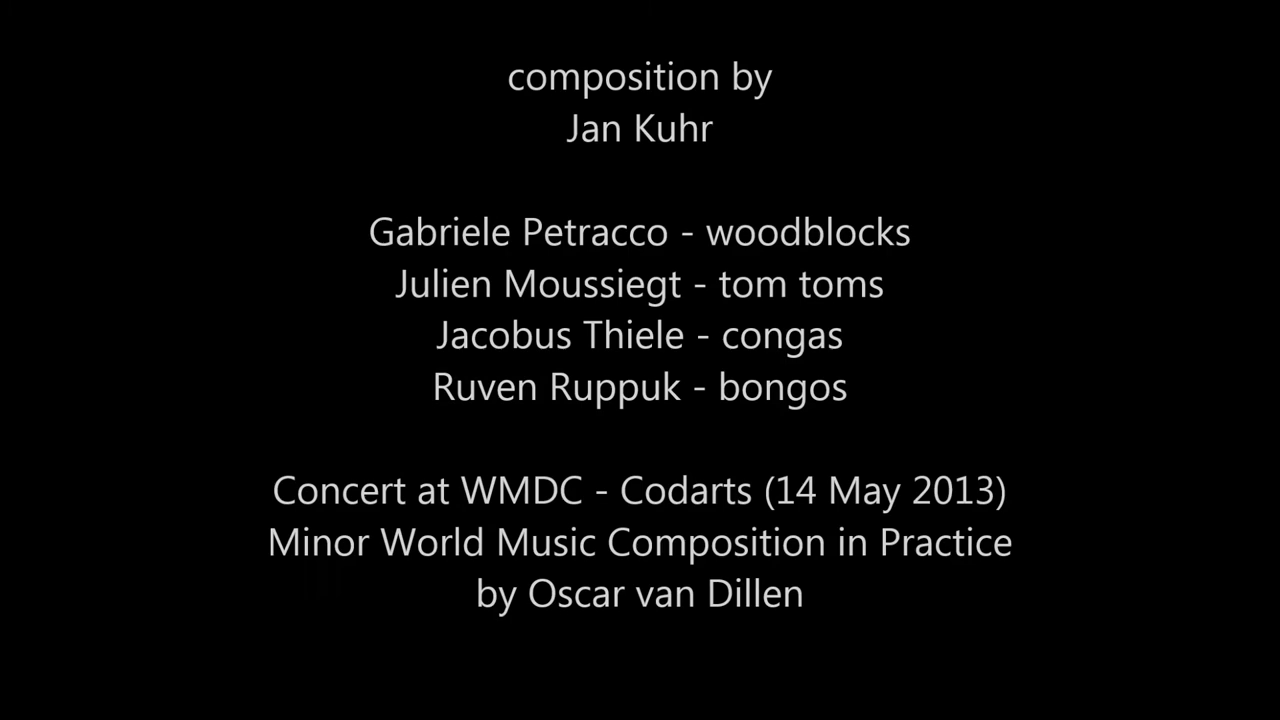 composition by
Jan Kuhr
Gabriele Petracco - woodblocks
Julien Moussiegt - tom toms
Jacobus Thiele - congas
Ruven Ruppuk - bongos
Concert at WMDC - Codarts (14 May 2013)
Minor World Music Composition in Practice
by Oscar van Dillen